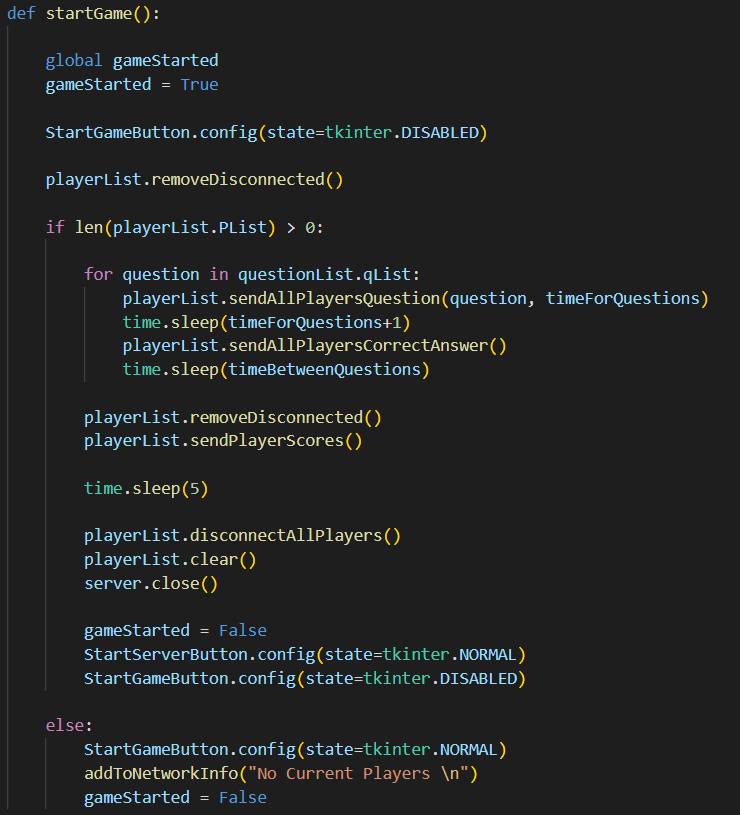 def startGame():
    global gameStarted
    gameStarted = True
    StartGameButton.config(state=tkinter.DISABLED)
    playerList.removeDisconnected()
    if len(playerList.PList) > 0:
        for question in questionList.qList:
            playerList.sendAllPlayersQuestion(question, timeForQuestions)
            time.sleep(timeForQuestions+1)
            playerList.sendAllPlayersCorrectAnswer()
            time.sleep(timeBetweenQuestions)
        playerList.removeDisconnected()
        playerList.sendPlayerScores()
        time.sleep(5)
        playerList.disconnectAllPlayers()
        playerList.clear()
        server.close()
        gameStarted = False
        StartServerButton.config(state=tkinter.NORMAL)
        StartGameButton.config(state=tkinter.DISABLED)
    else:
        StartGameButton.config(state=tkinter.NORMAL)
        addToNetworkInfo("No Current Players \n")
        gameStarted = False